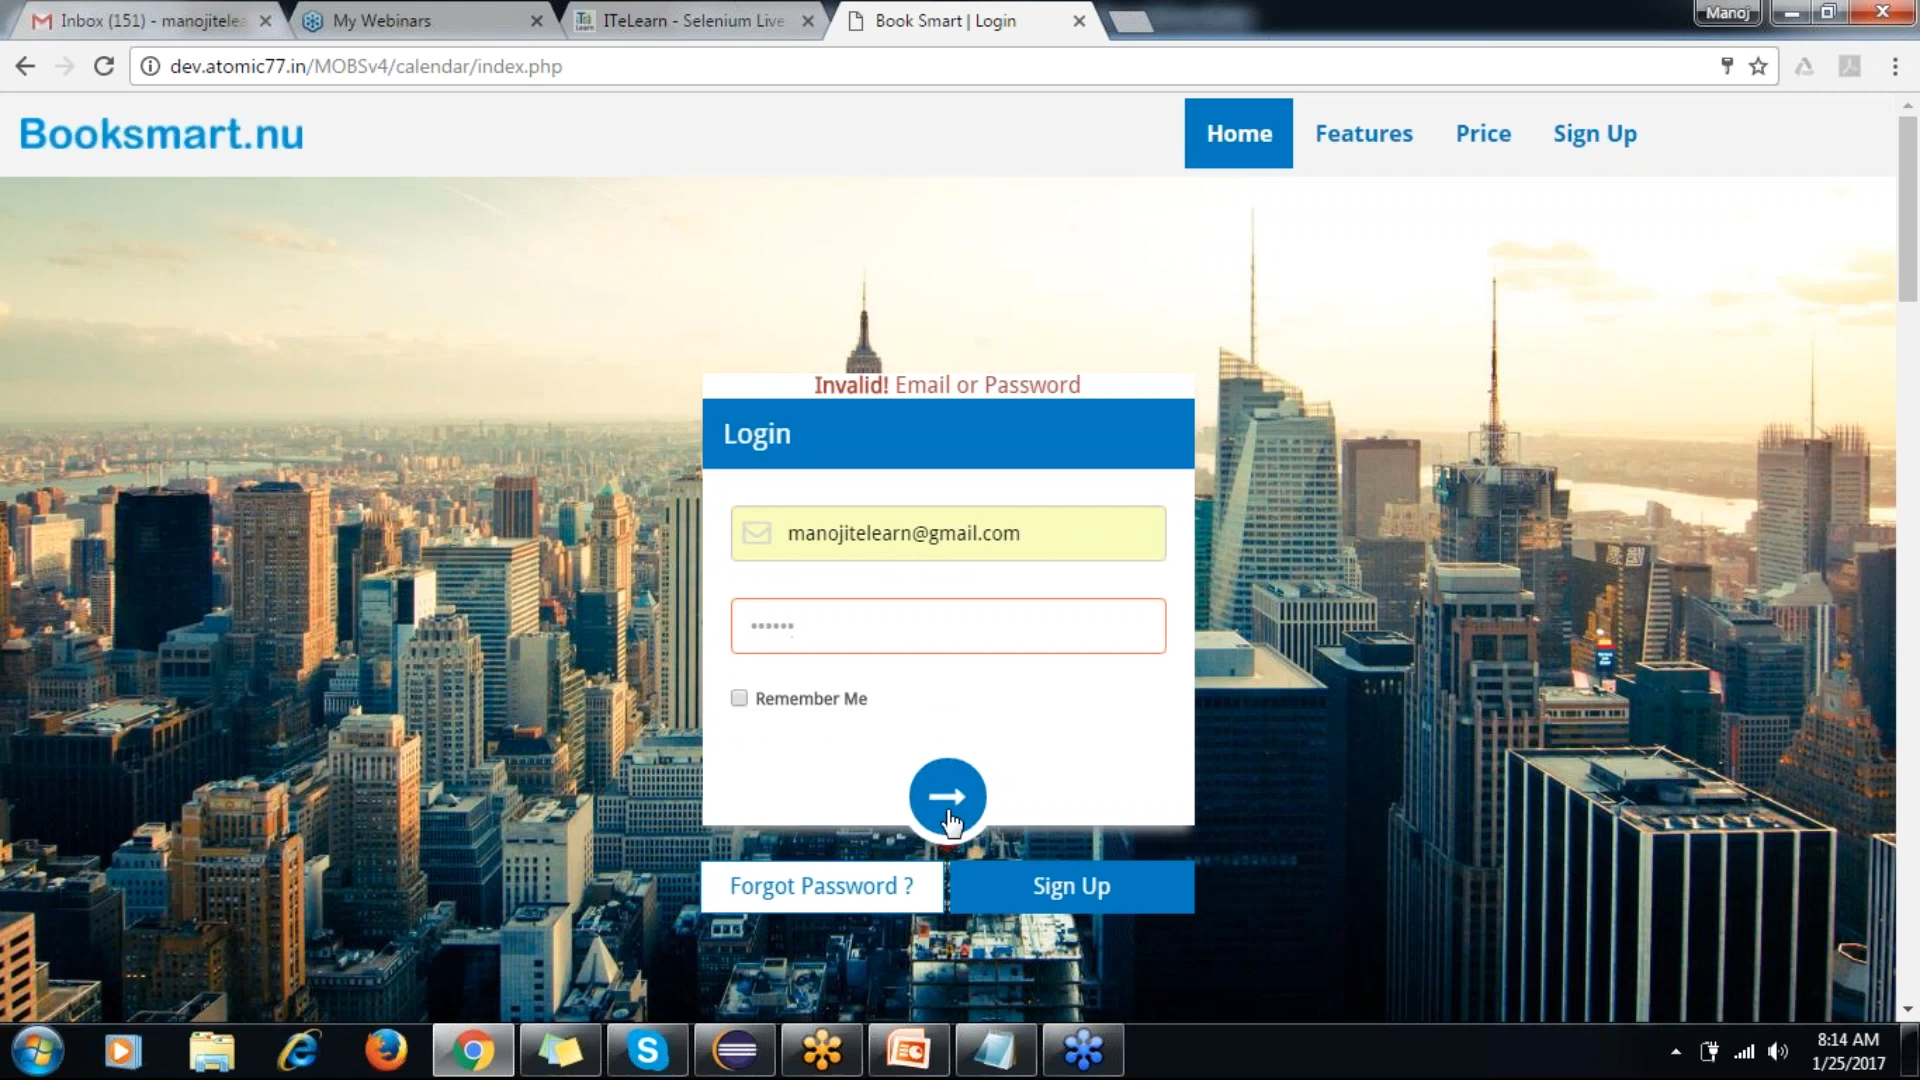 Inbox (151) - manojitelea
My Webinars
ITeLearn - Selenium Live
Book Smart | Login
Manoj
dev.atomic77.in/MOBSv4/calendar/index.php
Booksmart.nu
Home
Features
Price
Sign Up
Invalid! Email or Password
Login
manojitelearn@gmail.com
••••••
Remember Me
Forgot Password ?
Sign Up
8:14 AM
1/25/2017